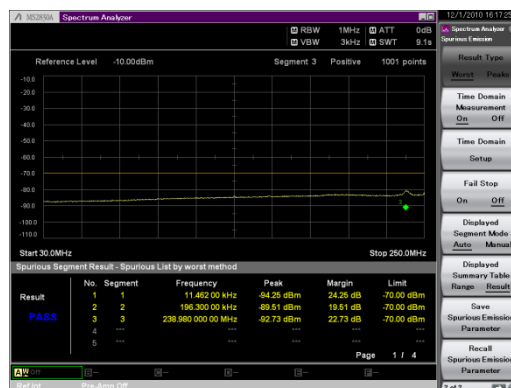 MS2830A Spectrum Analyzer 12/1/2010 16:17:25
RBW 1MHz ATT 0dB
VBW 3kHz SWT 9.1s
Reference Level -10.00dBm Segment 3 Positive 1001 points
-10.0
-20.0
-30.0
-40.0
-50.0
-60.0
-70.0
-80.0
-90.0
-100.0
-110.0
Start 30.0MHz Stop 250.0MHz
Spurious Segment Result - Spurious List by worst method
No. Segment Frequency Peak Margin Limit
Result 1 1 11.462 00 kHz -94.25 dBm 24.25 dB -70.00 dBm
PASS 2 2 196.300 00 kHz -89.51 dBm 19.51 dB -70.00 dBm
3 3 238.980 000 00 MHz -92.73 dBm 22.73 dB -70.00 dBm
4 *** *** *** *** ***
5 *** *** *** *** ***
Page 1 / 4
Off
Ref.Int Pre-Amp Off
Spectrum Analyzer
Spurious Emission
Result Type
Worst Peaks
Time Domain
Measurement
On Off
Time Domain
Setup
Fail Stop
On Off
Displayed
Segment Mode
Auto Manual
Displayed
Summary Table
Range Result
Save
Spurious Emission
Parameter
Recall
Spurious Emission
Parameter
2 of 2